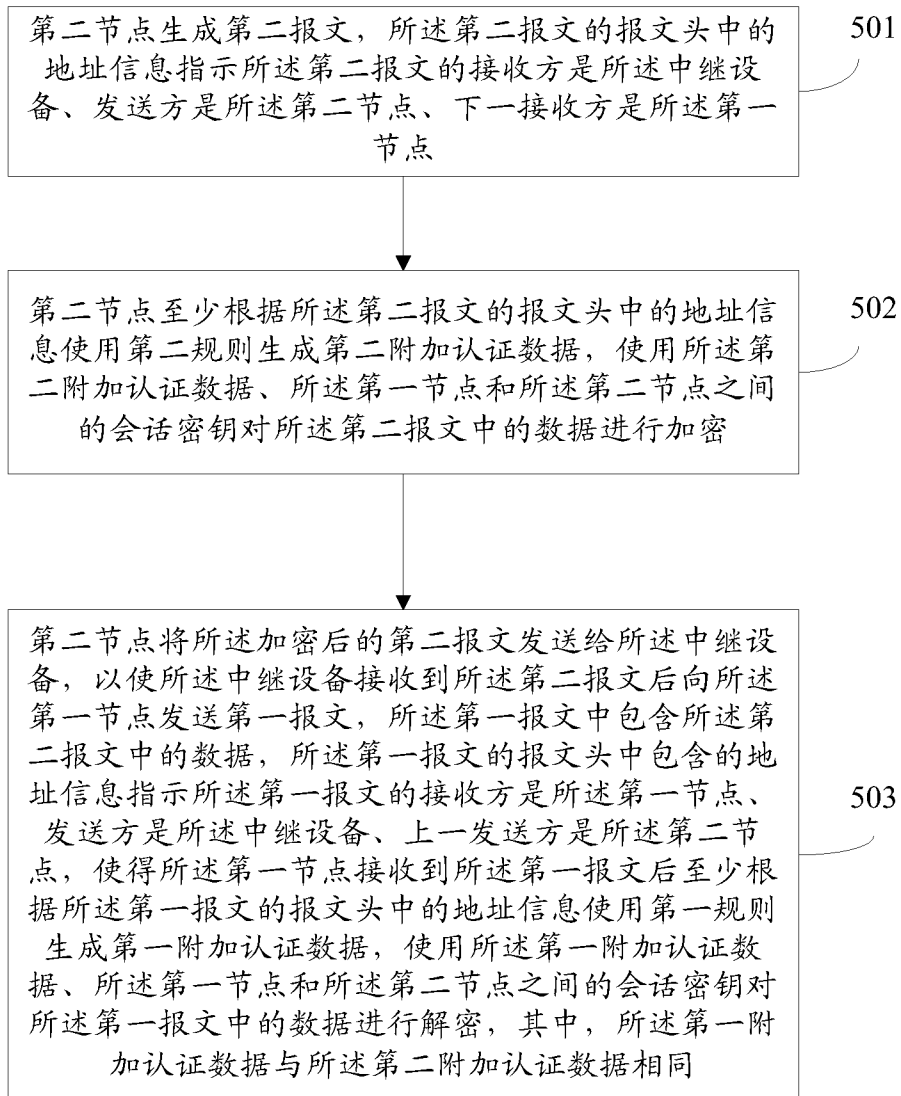 第二节点生成第二报文，所述第二报文的报文头中的
地址信息指示所述第二报文的接收方是所述中继设
备、发送方是所述第二节点、下一接收方是所述第一
节点
501
第二节点至少根据所述第二报文的报文头中的地址信
息使用第二规则生成第二附加认证数据，使用所述第
二附加认证数据、所述第一节点和所述第二节点之间
的会话密钥对所述第二报文中的数据进行加密
502
第二节点将所述加密后的第二报文发送给所述中继设
备，以使所述中继设备接收到所述第二报文后向所述
第一节点发送第一报文，所述第一报文中包含所述第
二报文中的数据，所述第一报文的报文头中包含的地
址信息指示所述第一报文的接收方是所述第一节点、
发送方是所述中继设备、上一发送方是所述第二节
点，使得所述第一节点接收到所述第一报文后至少根
据所述第一报文的报文头中的地址信息使用第一规则
生成第一附加认证数据，使用所述第一附加认证数
据、所述第一节点和所述第二节点之间的会话密钥对
所述第一报文中的数据进行解密，其中，所述第一附
加认证数据与所述第二附加认证数据相同
503